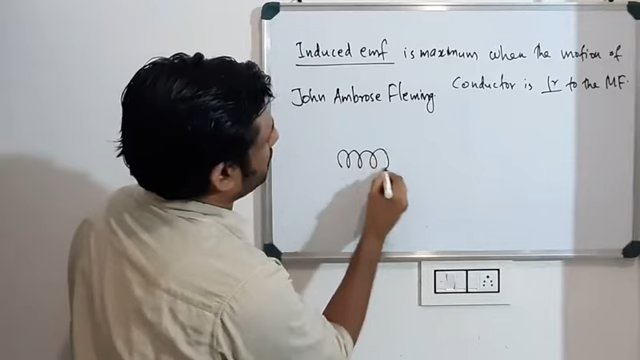 Induced emf is maximum when the motion of
John Ambrose Fleming Conductor is ⊥r to the MF.